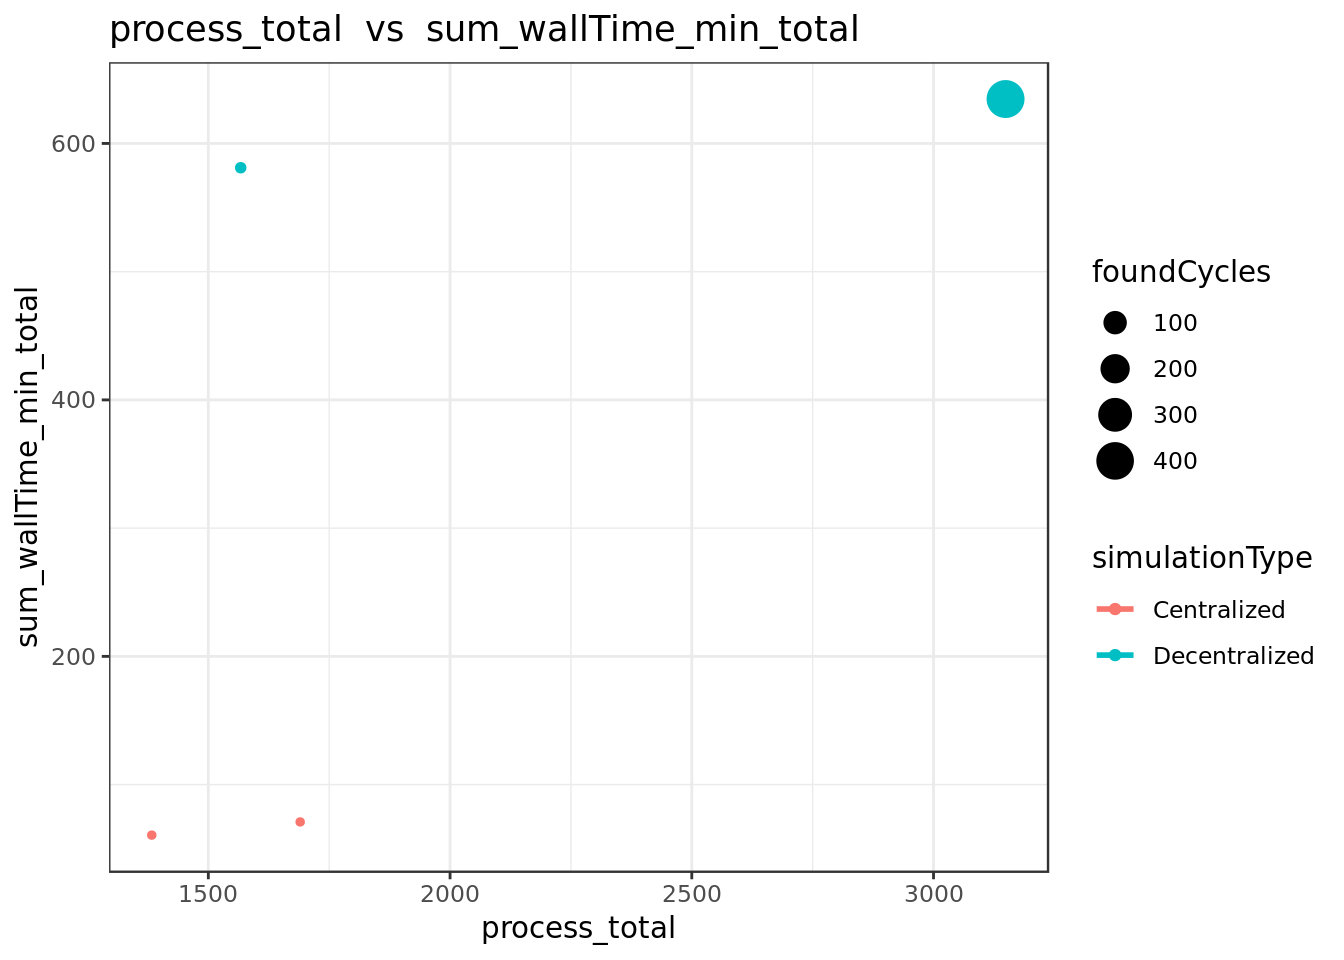 process_total vs sum_wallTime_min_total
sum_wallTime_min_total
600
400
200
1500
2000
2500
3000
process_total
foundCycles
100
200
300
400
simulationType
Centralized
Decentralized